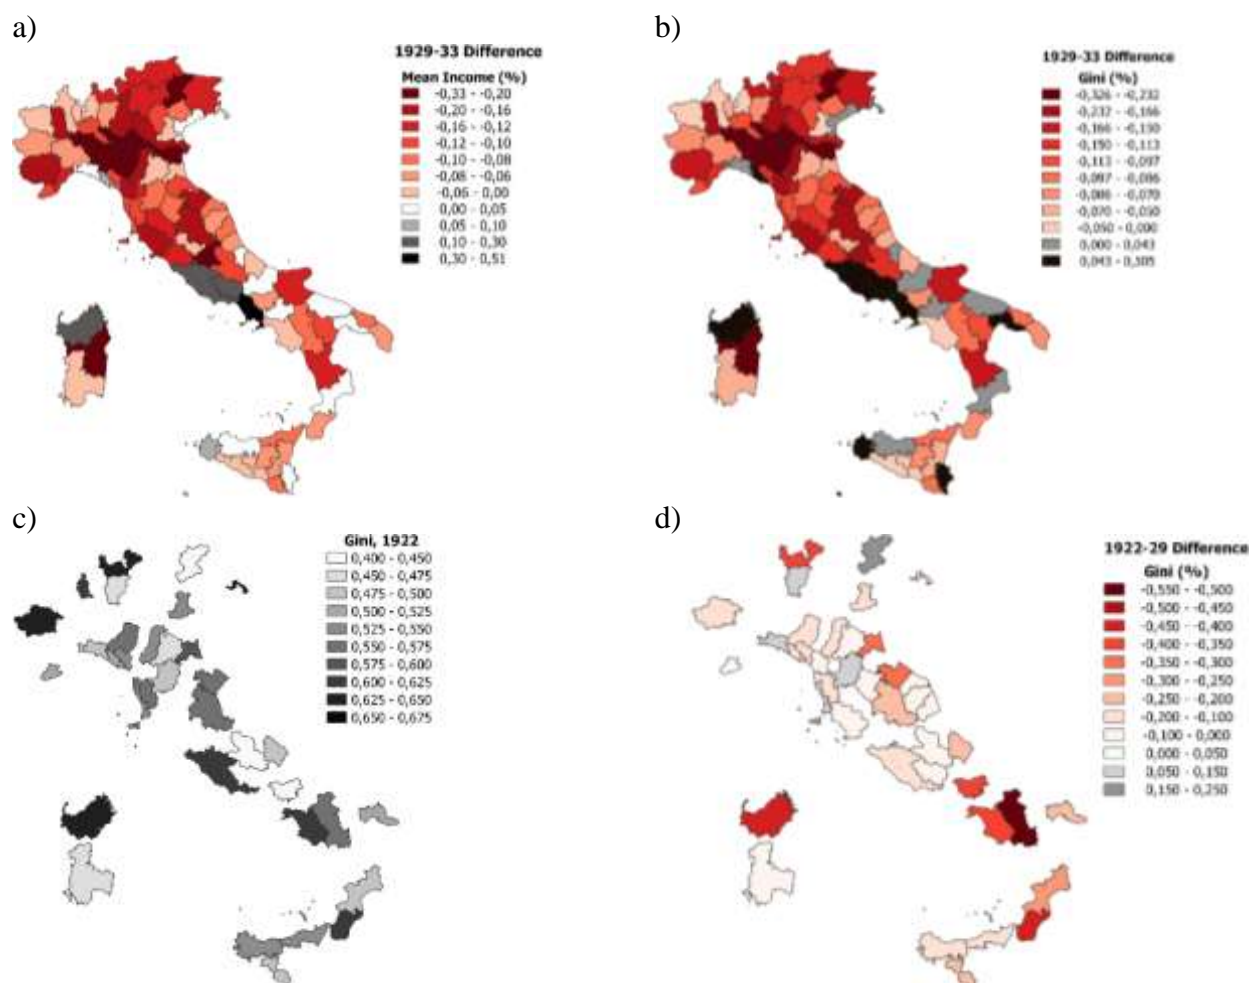 a)
1929-33 Difference
Mean Income (%)
-0,33 - -0,20
-0,20 - -0,16
-0,16 - -0,12
-0,12 - -0,10
-0,10 - -0,08
-0,08 - -0,06
-0,06 - 0,00
0,00 - 0,05
0,05 - 0,10
0,10 - 0,30
0,30 - 0,51
b)
1929-33 Difference
Gini (%)
-0,326 - -0,232
-0,232 - -0,166
-0,166 - -0,130
-0,130 - -0,113
-0,113 - -0,097
-0,097 - -0,086
-0,086 - -0,070
-0,070 - -0,050
-0,050 - 0,000
0,000 - 0,043
0,043 - 0,305
c)
Gini, 1922
0,400 - 0,450
0,450 - 0,475
0,475 - 0,500
0,500 - 0,525
0,525 - 0,550
0,550 - 0,575
0,575 - 0,600
0,600 - 0,625
0,625 - 0,650
0,650 - 0,675
d)
1922-29 Difference
Gini (%)
-0,550 - -0,500
-0,500 - -0,450
-0,450 - -0,400
-0,400 - -0,350
-0,350 - -0,300
-0,300 - -0,250
-0,250 - -0,200
-0,200 - -0,100
-0,100 - 0,000
0,000 - 0,050
0,050 - 0,150
0,150 - 0,250